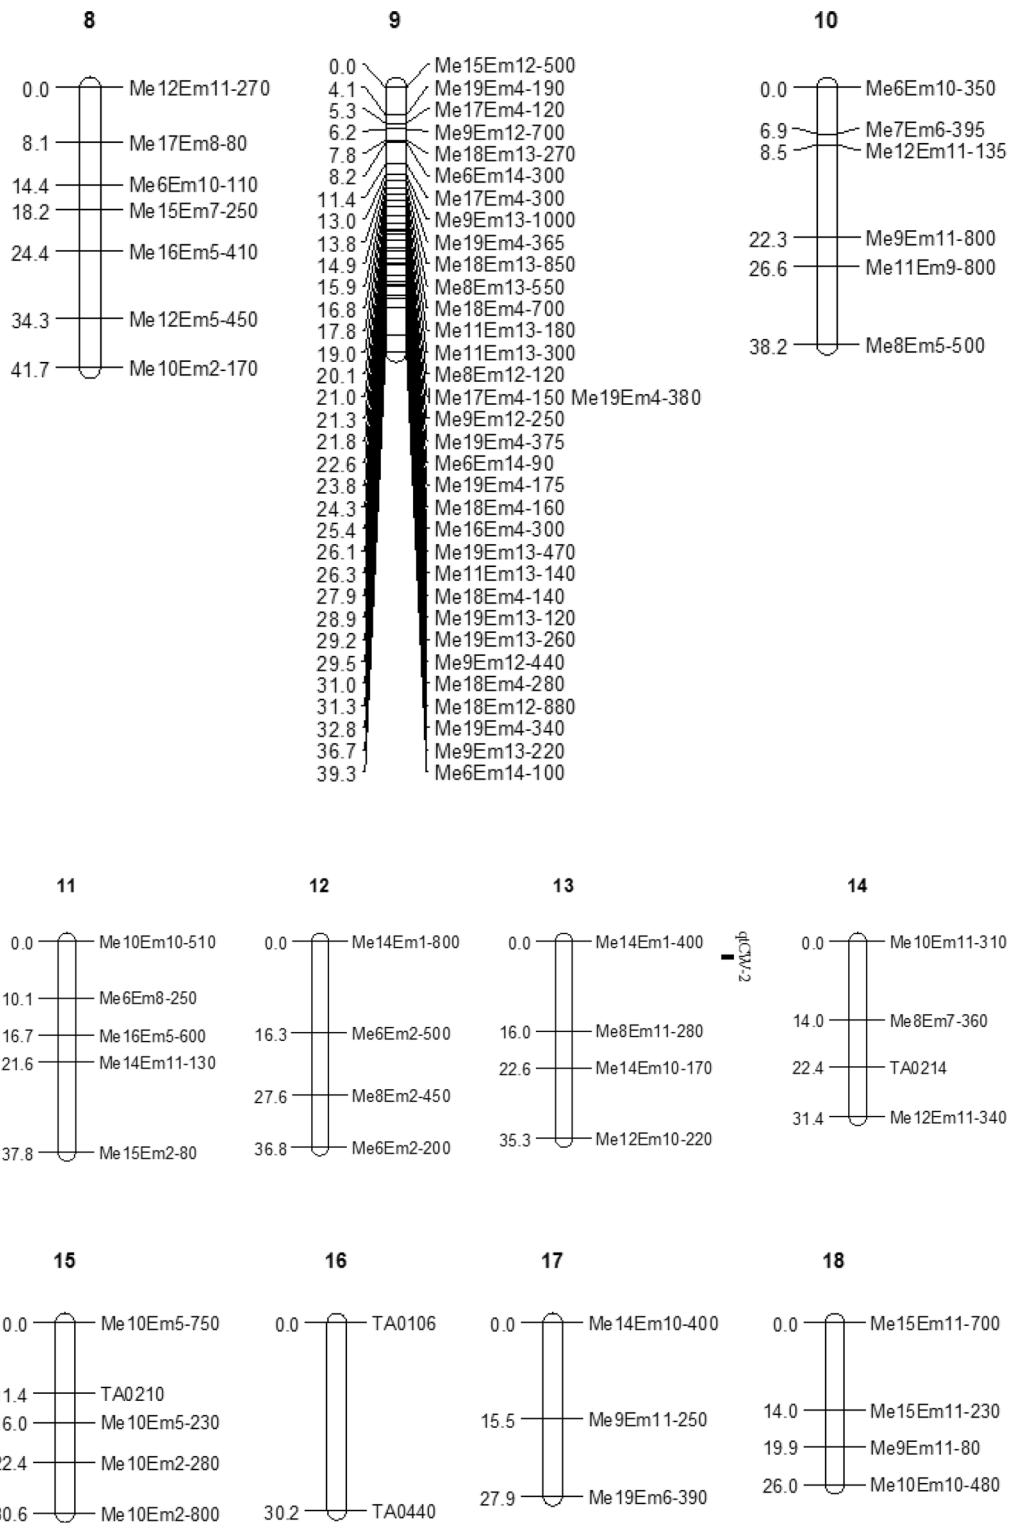 8
0.0 Me12Em11-270
8.1 Me17Em8-80
14.4 Me6Em10-110
18.2 Me15Em7-250
24.4 Me16Em5-410
34.3 Me12Em5-450
41.7 Me10Em2-170
9
0.0 Me15Em12-500
4.1 Me19Em4-190
5.3 Me17Em4-120
6.2 Me9Em12-700
7.8 Me18Em13-270
8.2 Me6Em14-300
11.4 Me17Em4-300
13.0 Me9Em13-1000
13.8 Me19Em4-365
14.9 Me18Em13-850
15.9 Me8Em13-550
16.8 Me18Em4-700
17.8 Me11Em13-180
19.0 Me11Em13-300
20.1 Me8Em12-120
21.0 Me17Em4-150 Me19Em4-380
21.3 Me9Em12-250
21.8 Me19Em4-375
22.6 Me6Em14-90
23.8 Me19Em4-175
24.3 Me18Em4-160
25.4 Me16Em4-300
26.1 Me19Em13-470
26.3 Me11Em13-140
27.9 Me18Em4-140
28.9 Me19Em13-120
29.2 Me19Em13-260
29.5 Me9Em12-440
31.0 Me18Em4-280
31.3 Me18Em12-880
32.8 Me19Em4-340
36.7 Me9Em13-220
39.3 Me6Em14-100
10
0.0 Me6Em10-350
6.9 Me7Em6-395
8.5 Me12Em11-135
22.3 Me9Em11-800
26.6 Me11Em9-800
38.2 Me8Em5-500
11
0.0 Me10Em10-510
10.1 Me6Em8-250
16.7 Me16Em5-600
21.6 Me14Em11-130
37.8 Me15Em2-80
12
0.0 Me14Em1-800
16.3 Me6Em2-500
27.6 Me8Em2-450
36.8 Me6Em2-200
13
0.0 Me14Em1-400
16.0 Me8Em11-280
22.6 Me14Em10-170
35.3 Me12Em10-220
qlCW-2
14
0.0 Me10Em11-310
14.0 Me8Em7-360
22.4 TA0214
31.4 Me12Em11-340
15
0.0 Me10Em5-750
1.4 TA0210
6.0 Me10Em5-230
22.4 Me10Em2-280
30.6 Me10Em2-800
16
0.0 TA0106
30.2 TA0440
17
0.0 Me14Em10-400
15.5 Me9Em11-250
27.9 Me19Em6-390
18
0.0 Me15Em11-700
14.0 Me15Em11-230
19.9 Me9Em11-80
26.0 Me10Em10-480